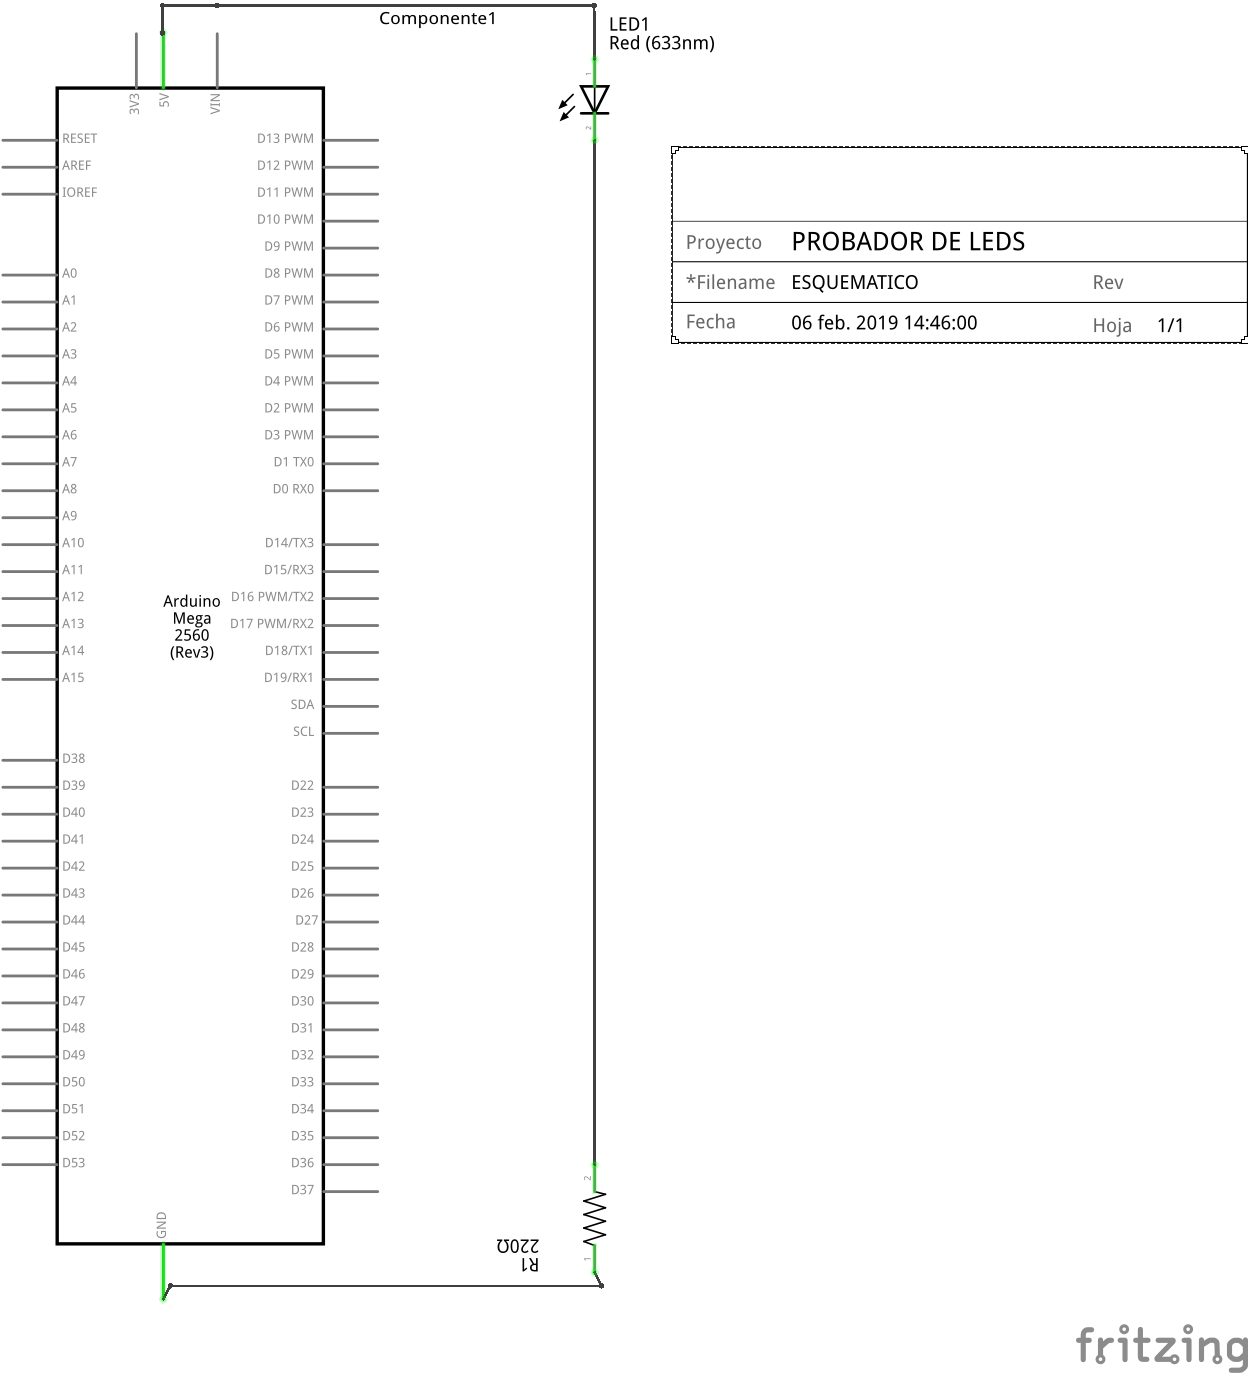 Componente1
LED1
Red (633nm)
1
2
3V3
5V
VIN
RESET
AREF
IOREF
A0
A1
A2
A3
A4
A5
A6
A7
A8
A9
A10
A11
A12
A13
A14
A15
D38
D39
D40
D41
D42
D43
D44
D45
D46
D47
D48
D49
D50
D51
D52
D53
Arduino
Mega
2560
(Rev3)
D13 PWM
D12 PWM
D11 PWM
D10 PWM
D9 PWM
D8 PWM
D7 PWM
D6 PWM
D5 PWM
D4 PWM
D2 PWM
D3 PWM
D1 TX0
D0 RX0
D14/TX3
D15/RX3
D16 PWM/TX2
D17 PWM/RX2
D18/TX1
D19/RX1
SDA
SCL
D22
D23
D24
D25
D26
D27
D28
D29
D30
D31
D32
D33
D34
D35
D36
D37
GND
2
1
R1
220Ω
Proyecto PROBADOR DE LEDS
*Filename ESQUEMATICO Rev
Fecha 06 feb. 2019 14:46:00 Hoja 1/1
fritzing